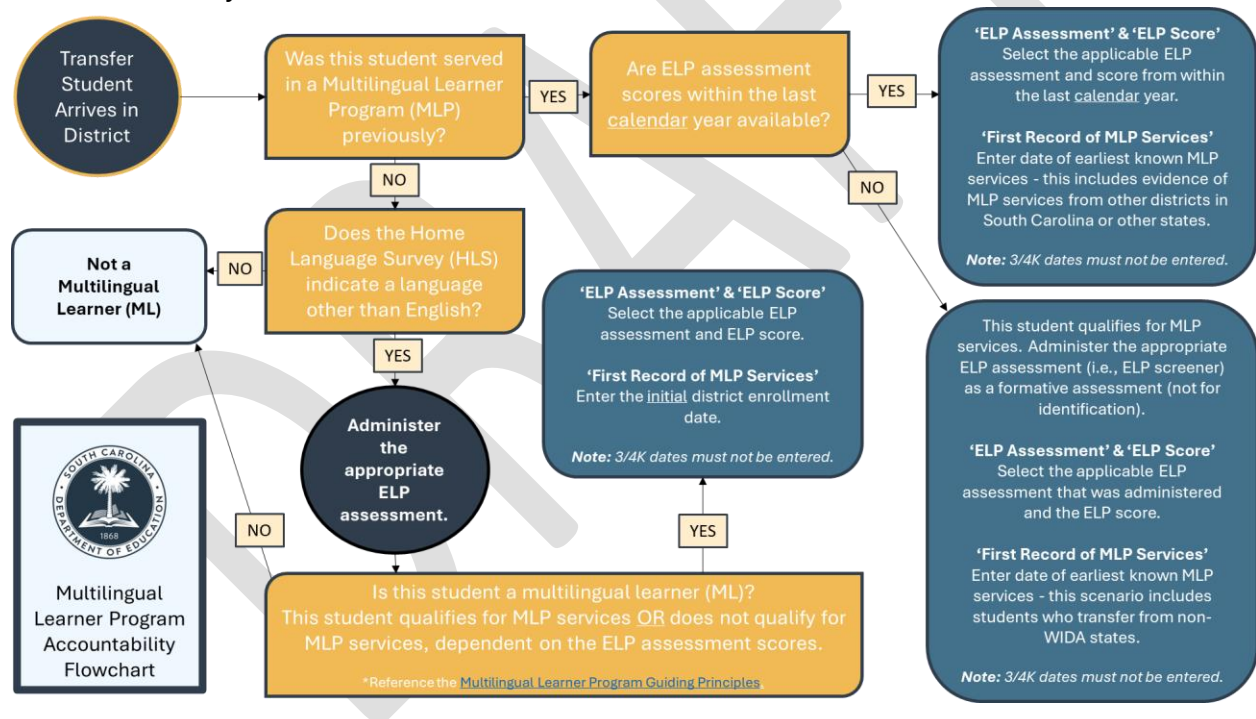 Transfer
Student
Arrives in
District
Was this student served
in a Multilingual Learner
Program (MLP)
previously?
YES
Are ELP assessment
scores within the last
calendar year available?
YES
'ELP Assessment' & 'ELP Score'
Select the applicable ELP
assessment and score from within
the last calendar year.
'First Record of MLP Services'
Enter date of earliest known MLP
services - this includes evidence of
MLP services from other districts in
South Carolina or other states.
Note: 3/4K dates must not be entered.
NO
NO
Does the Home
Language Survey (HLS)
indicate a language
other than English?
NO
Not a
Multilingual
Learner (ML)
YES
Administer
the
appropriate
ELP
assessment.
'ELP Assessment' & 'ELP Score'
Select the applicable ELP
assessment and ELP score.
'First Record of MLP Services'
Enter the initial district enrollment
date.
Note: 3/4K dates must not be entered.
This student qualifies for MLP
services. Administer the appropriate
ELP assessment (i.e., ELP screener)
as a formative assessment (not for
identification).
'ELP Assessment' & 'ELP Score'
Select the applicable ELP
assessment that was administered
and the ELP score.
'First Record of MLP Services'
Enter date of earliest known MLP
services - this scenario includes
students who transfer from non-
WIDA states.
Note: 3/4K dates must not be entered.
NO
YES
Is this student a multilingual learner (ML)?
This student qualifies for MLP services OR does not qualify for
MLP services, dependent on the ELP assessment scores.
*Reference the Multilingual Learner Program Guiding Principles.
SOUTH CAROLINA
DEPARTMENT OF EDUCATION
1868
Multilingual
Learner Program
Accountability
Flowchart